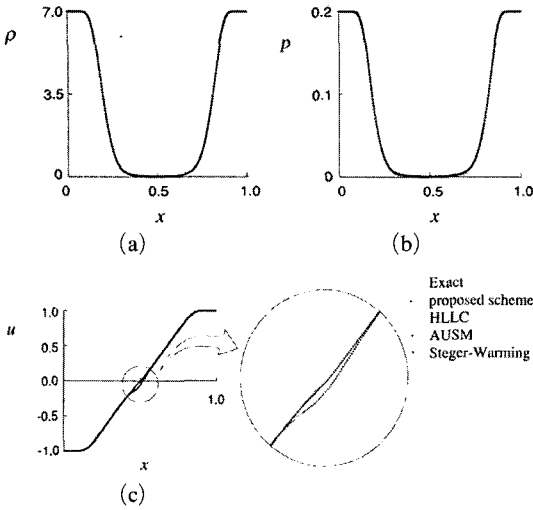 7.0
ρ
3.5
0
0 0.5 1.0
x
(a)
0.2
p
0.1
0
0 0.5 1.0
x
(b)
1.0
u
0.5
0.0
1.0
-0.5
-1.0
x
(c)
Exact
proposed scheme
HLLC
AUSM
Steger-Warming